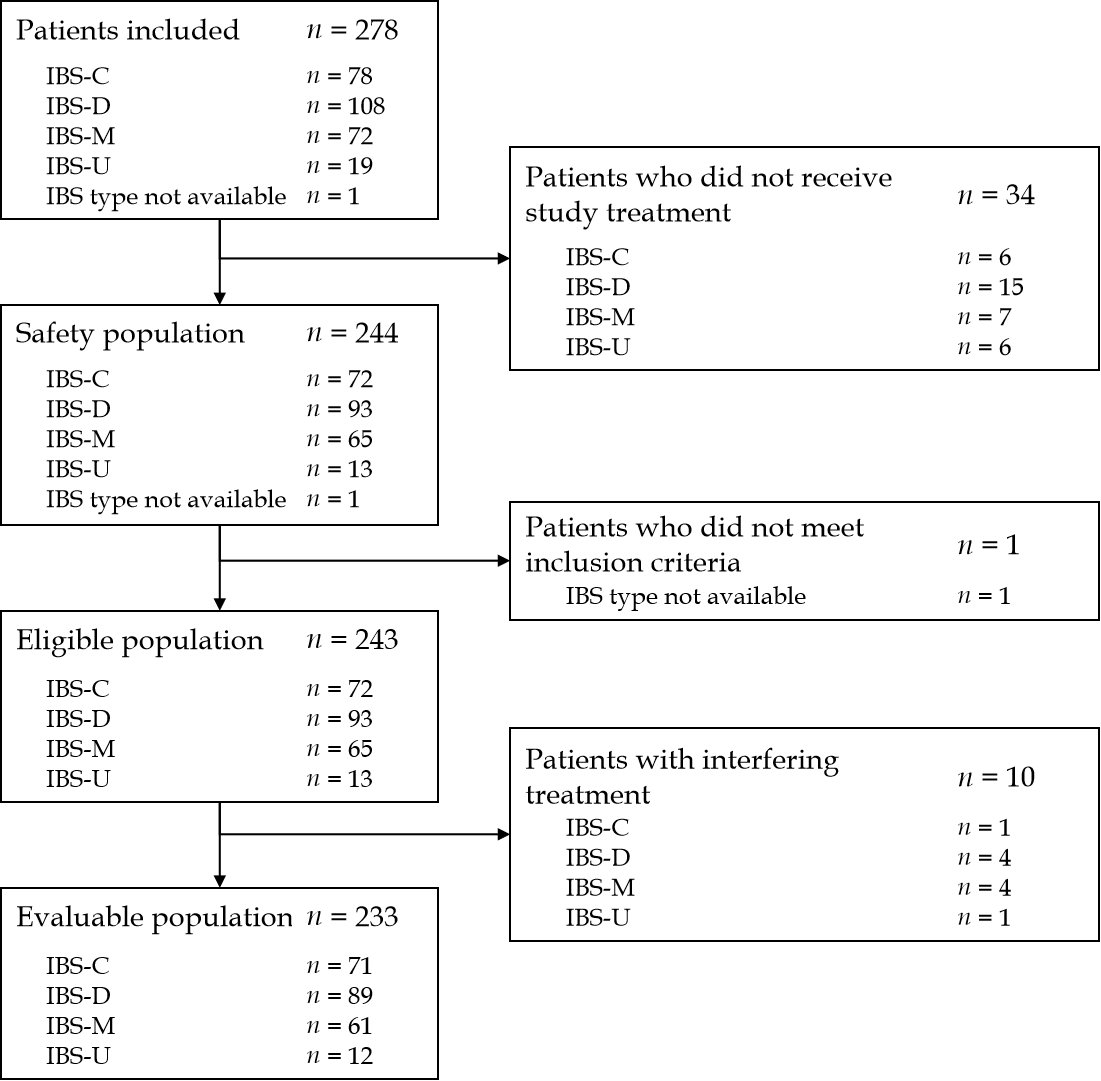 Patients included n = 278
IBS-C n = 78
IBS-D n = 108
IBS-M n = 72
IBS-U n = 19
IBS type not available n = 1
Patients who did not receive
study treatment n = 34
IBS-C n = 6
IBS-D n = 15
IBS-M n = 7
IBS-U n = 6
Safety population n = 244
IBS-C n = 72
IBS-D n = 93
IBS-M n = 65
IBS-U n = 13
IBS type not available n = 1
Patients who did not meet
inclusion criteria n = 1
IBS type not available n = 1
Eligible population n = 243
IBS-C n = 72
IBS-D n = 93
IBS-M n = 65
IBS-U n = 13
Patients with interfering
treatment n = 10
IBS-C n = 1
IBS-D n = 4
IBS-M n = 4
IBS-U n = 1
Evaluable population n = 233
IBS-C n = 71
IBS-D n = 89
IBS-M n = 61
IBS-U n = 12